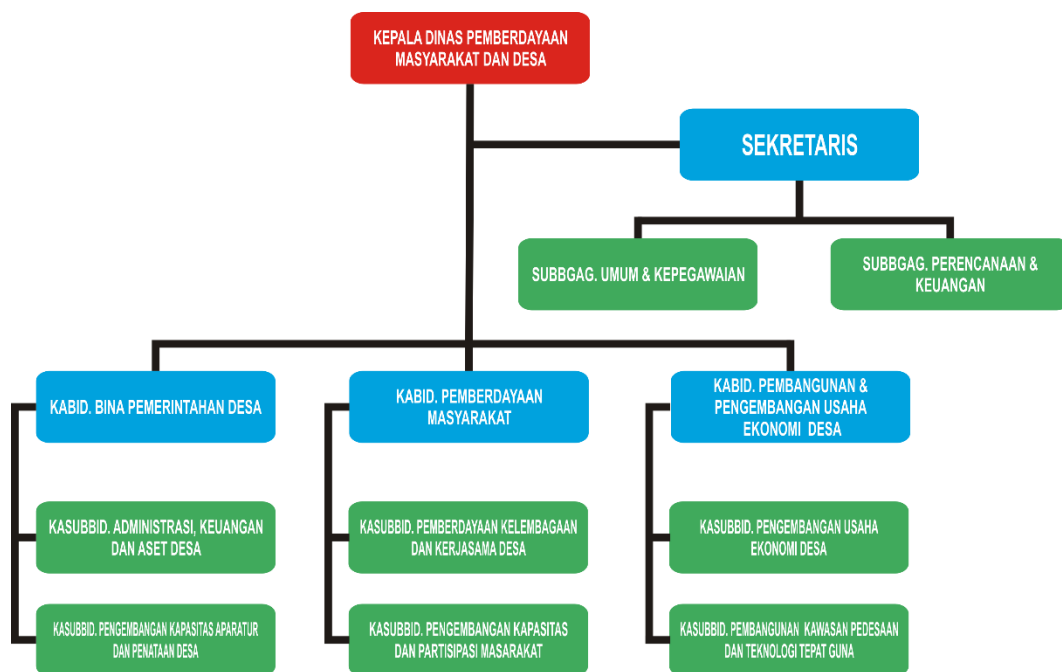 KEPALA DINAS PEMBERDAYAAN
MASYARAKAT DAN DESA
SEKRETARIS
SUBBGAG. UMUM & KEPEGAWAIAN
SUBBGAG. PERENCANAAN &
KEUANGAN
KABID. BINA PEMERINTAHAN DESA
KABID. PEMBERDAYAAN
MASYARAKAT
KABID. PEMBANGUNAN &
PENGEMBANGAN USAHA
EKONOMI DESA
KASUBBID. ADMINISTRASI, KEUANGAN
DAN ASET DESA
KASUBBID. PEMBERDAYAAN KELEMBAGAAN
DAN KERJASAMA DESA
KASUBBID. PENGEMBANGAN USAHA
EKONOMI DESA
KASUBBID. PENGEMBANGAN KAPASITAS APARATUR
DAN PENATAAN DESA
KASUBBID. PENGEMBANGAN KAPASITAS
DAN PARTISIPASI MASARAKAT
KASUBBID. PEMBANGUNAN KAWASAN PEDESAAN
DAN TEKNOLOGI TEPAT GUNA